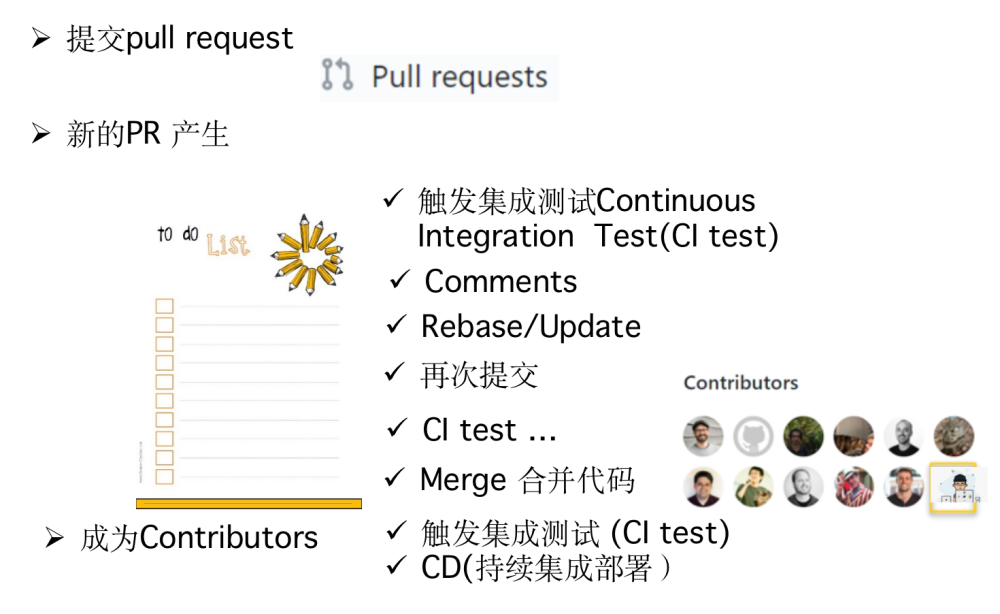 提交pull request
Pull requests
新的PR 产生
to do
List
触发集成测试Continuous
Integration Test(CI test)
Comments
Rebase/Update
再次提交
CI test ...
Merge 合并代码
触发集成测试 (CI test)
CD(持续集成部署）
Contributors
成为Contributors